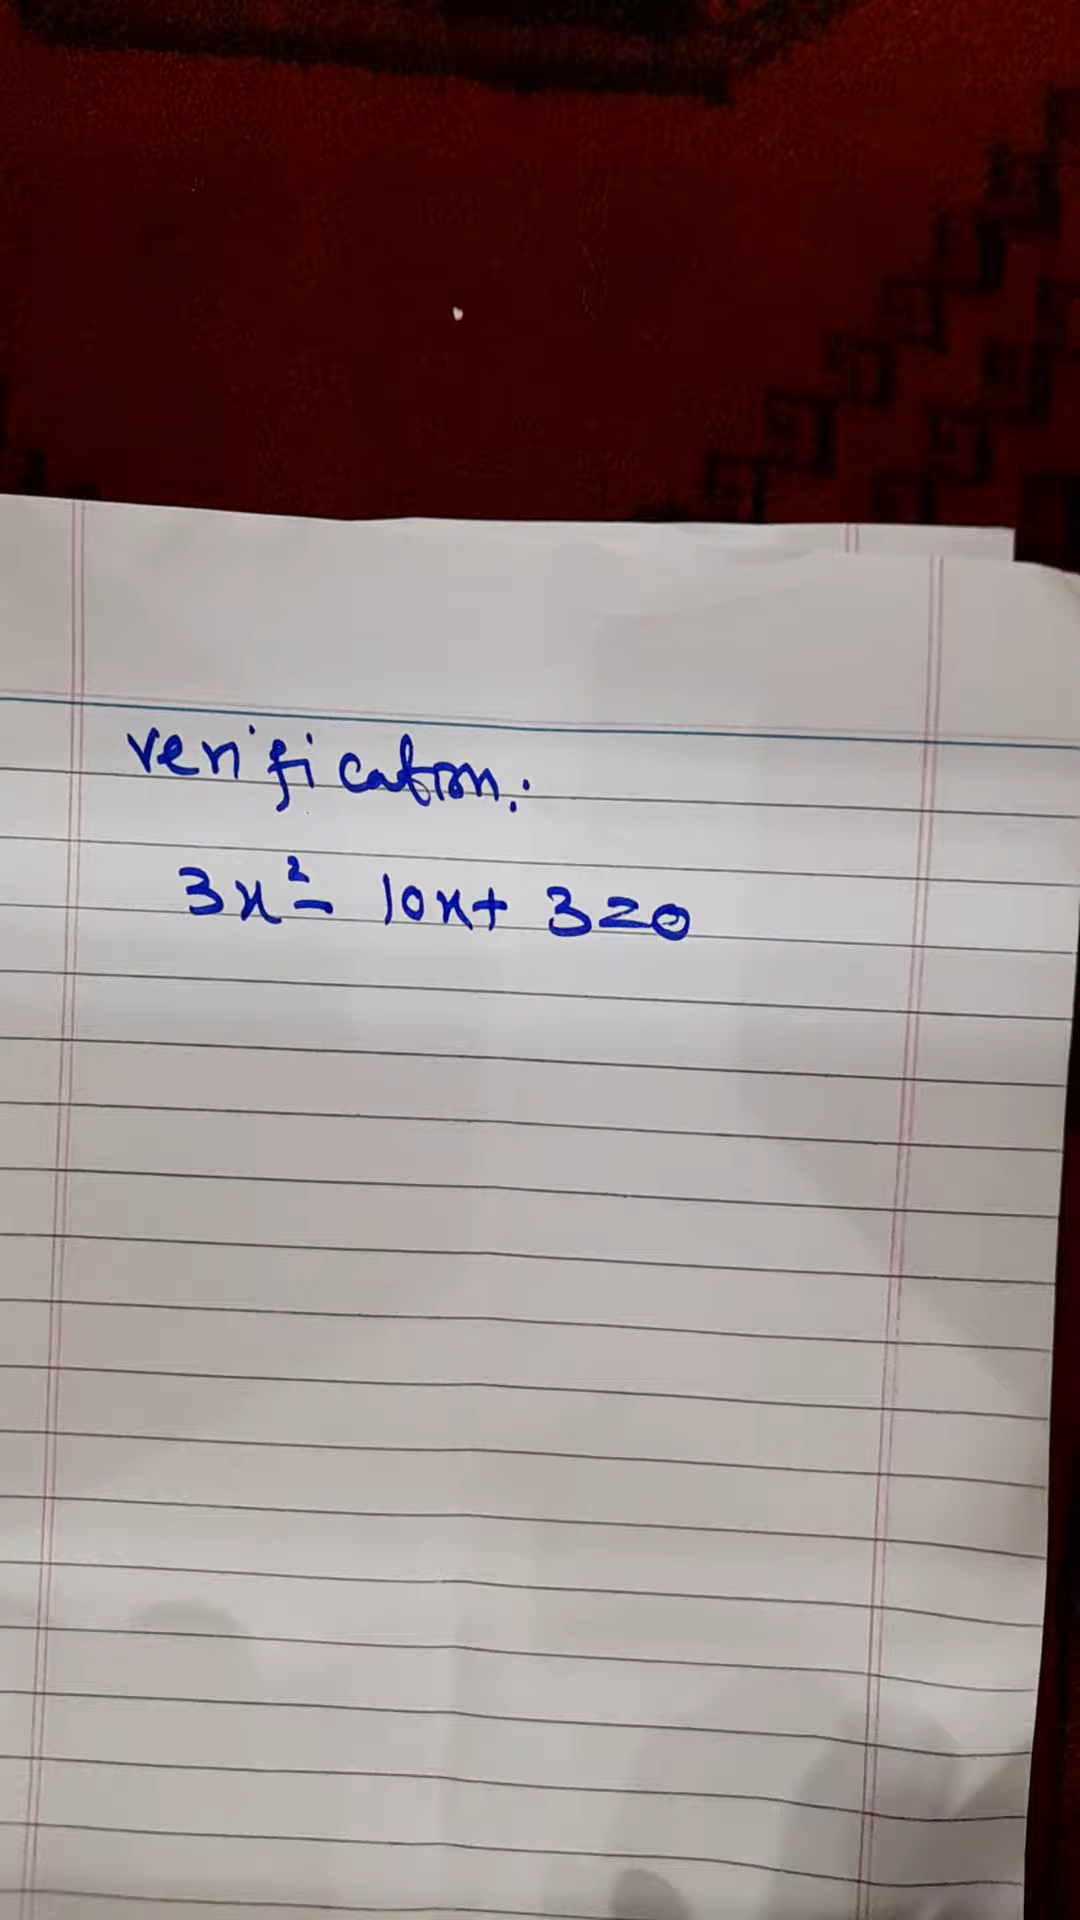 verification:
3x² - 10x + 3 = 0